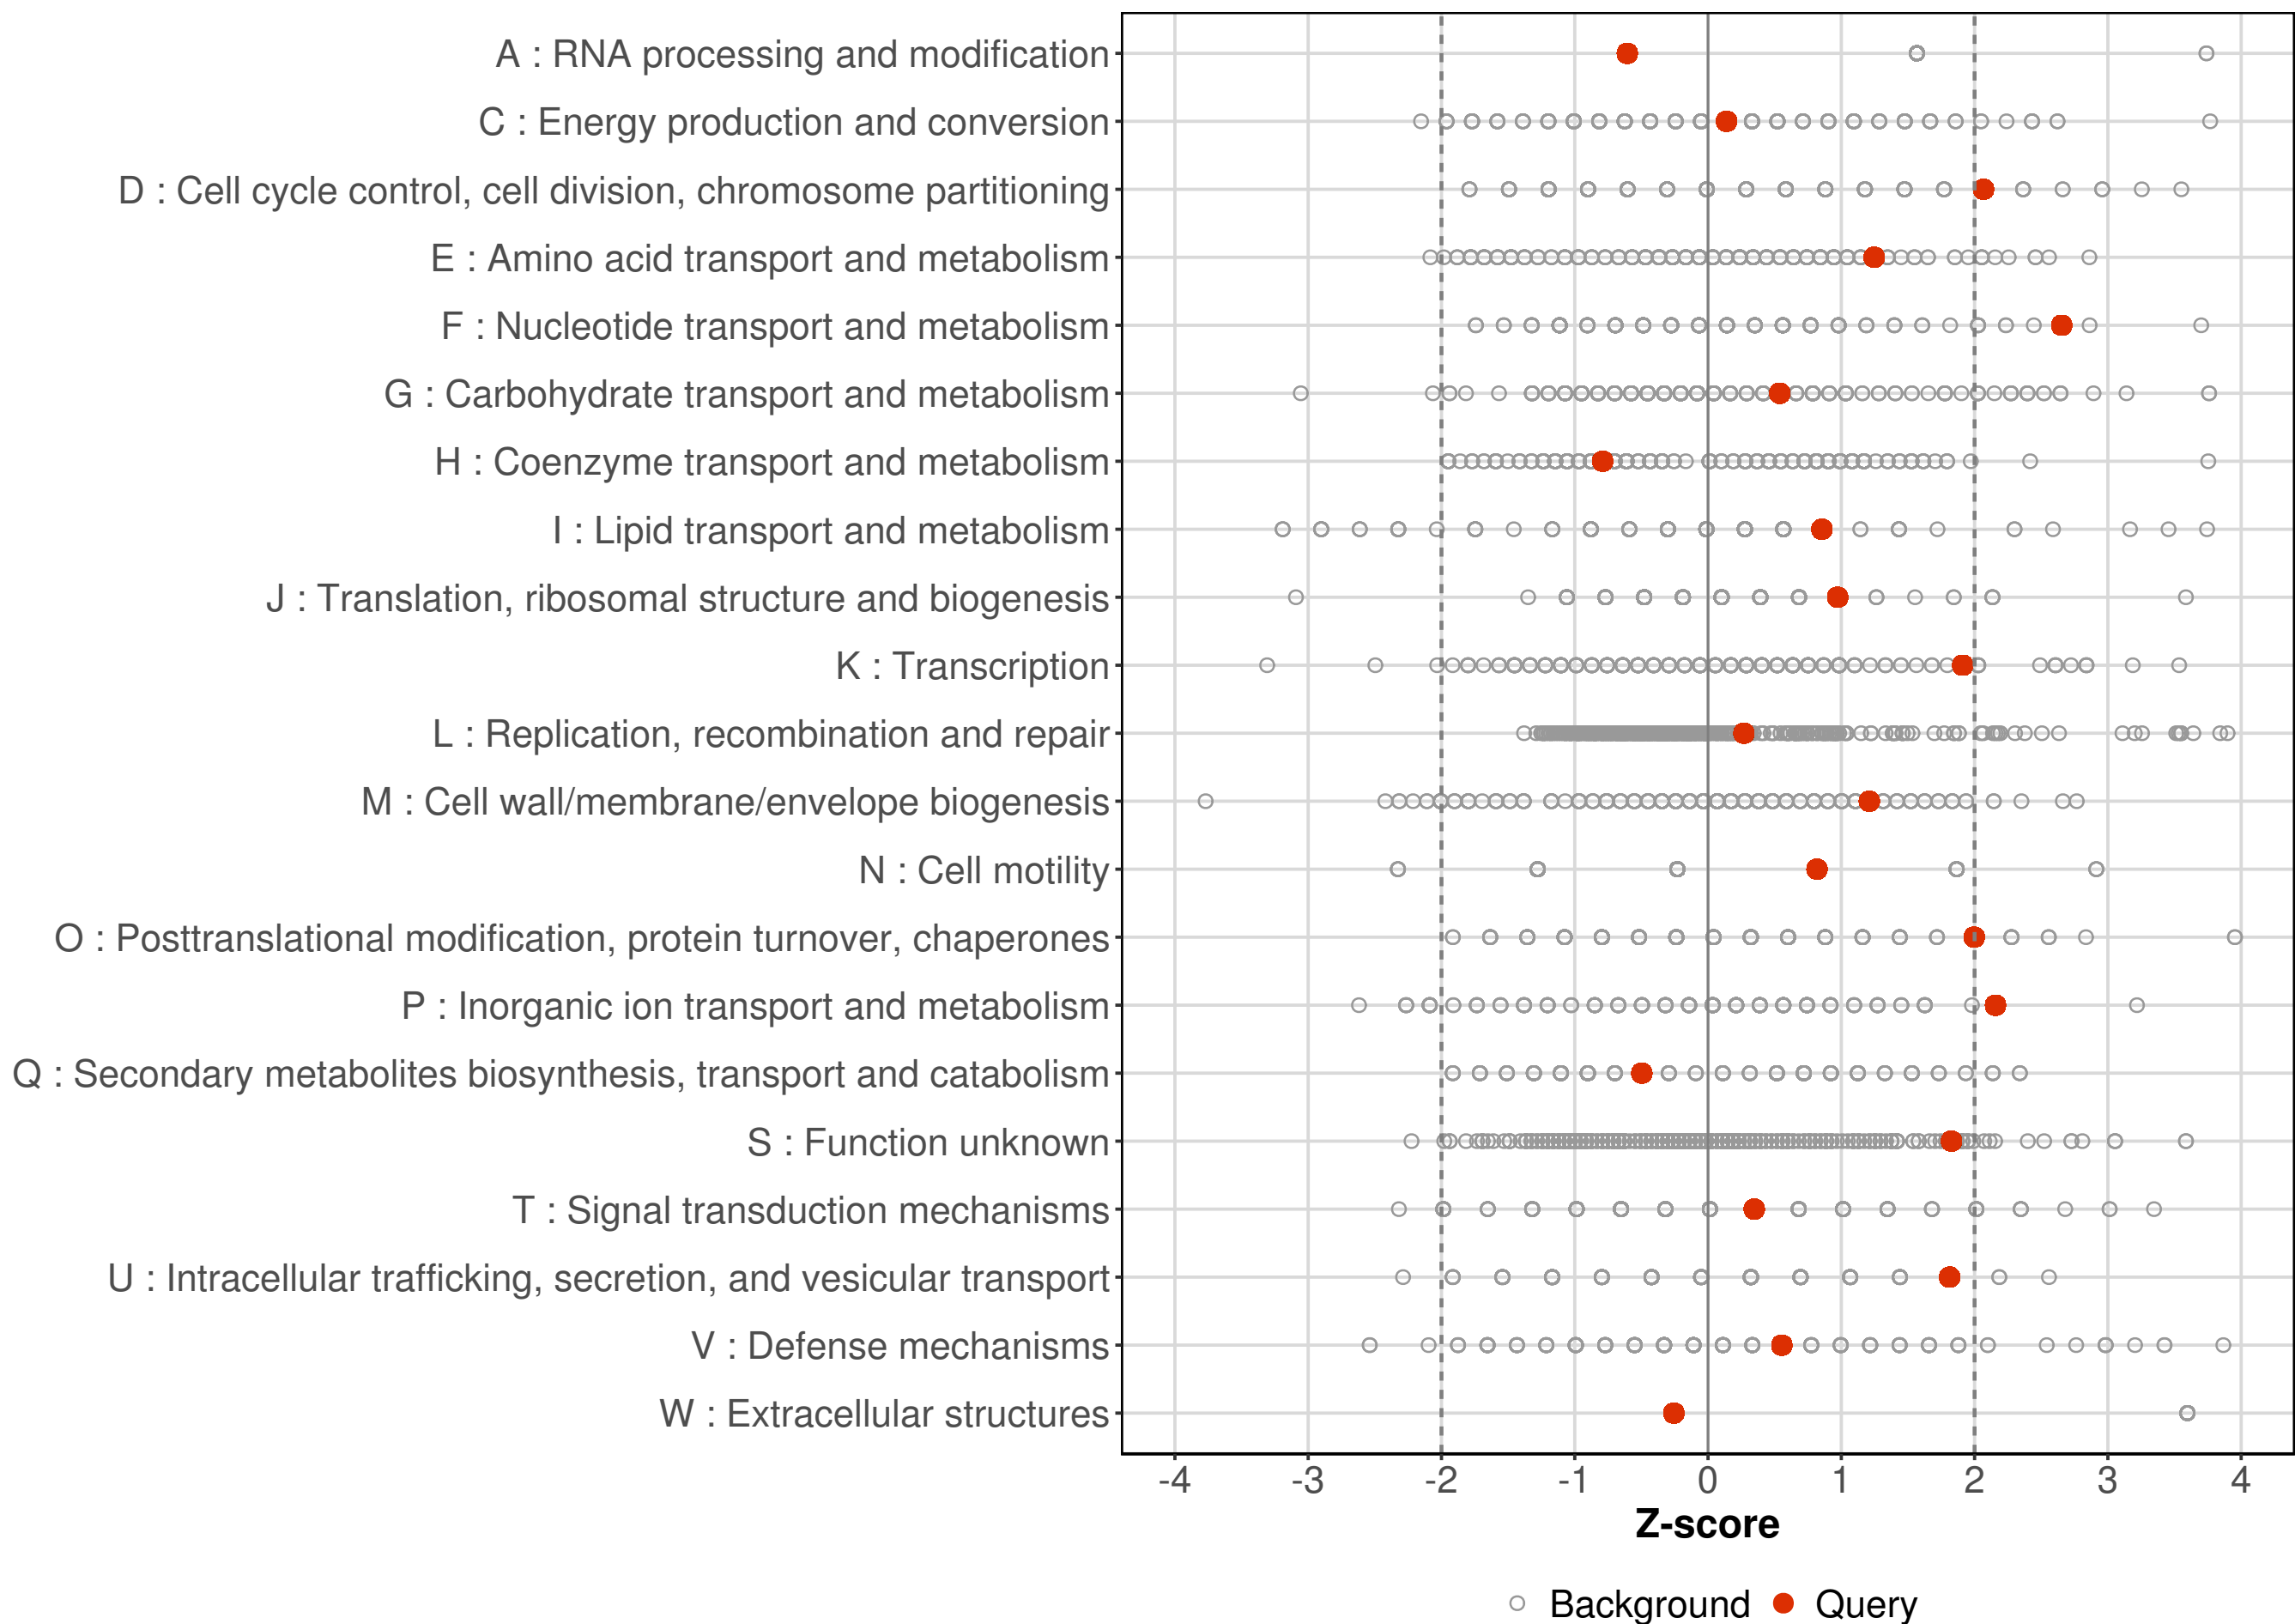 A : RNA processing and modification
C : Energy production and conversion
D : Cell cycle control, cell division, chromosome partitioning
E : Amino acid transport and metabolism
F : Nucleotide transport and metabolism
G : Carbohydrate transport and metabolism
H : Coenzyme transport and metabolism
I : Lipid transport and metabolism
J : Translation, ribosomal structure and biogenesis
K : Transcription
L : Replication, recombination and repair
M : Cell wall/membrane/envelope biogenesis
N : Cell motility
O : Posttranslational modification, protein turnover, chaperones
P : Inorganic ion transport and metabolism
Q : Secondary metabolites biosynthesis, transport and catabolism
S : Function unknown
T : Signal transduction mechanisms
U : Intracellular trafficking, secretion, and vesicular transport
V : Defense mechanisms
W : Extracellular structures
-4 -3 -2 -1 0 1 2 3 4
Z-score
Background Query